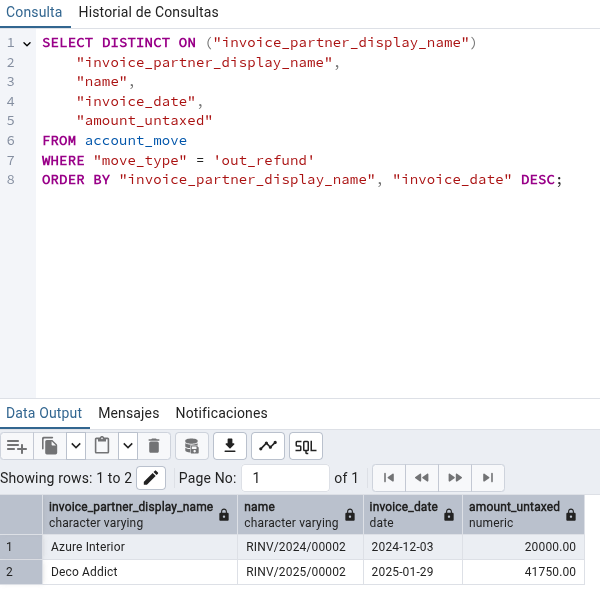 Consulta Historial de Consultas
1 SELECT DISTINCT ON ("invoice_partner_display_name")
2 "invoice_partner_display_name",
3 "name",
4 "invoice_date",
5 "amount_untaxed"
6 FROM account_move
7 WHERE "move_type" = 'out_refund'
8 ORDER BY "invoice_partner_display_name", "invoice_date" DESC;
Data Output Mensajes Notificaciones
SQL
Showing rows: 1 to 2 Page No: 1 of 1
invoice_partner_display_name name invoice_date amount_untaxed
character varying character varying date numeric
1 Azure Interior RINV/2024/00002 2024-12-03 20000.00
2 Deco Addict RINV/2025/00002 2025-01-29 41750.00